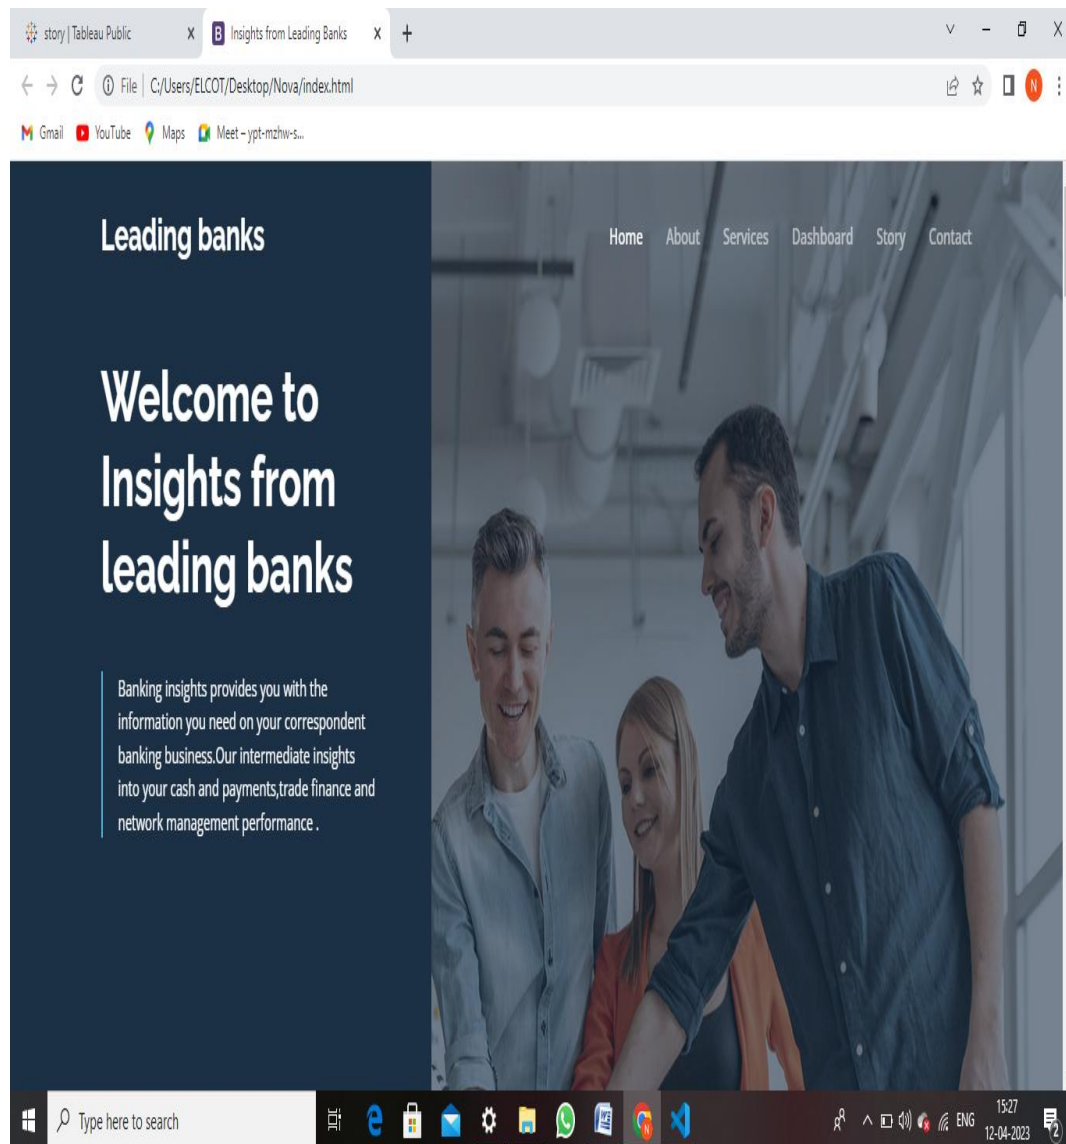 story | Tableau Public
Insights from Leading Banks
File C:/Users/ELCOT/Desktop/Nova/index.html
N
Gmail YouTube Maps Meet – ypt-mzhw-s...
Leading banks
Home About Services Dashboard Story Contact
Welcome to
Insights from
leading banks
Banking insights provides you with the
information you need on your correspondent
banking business.Our intermediate insights
into your cash and payments,trade finance and
network management performance .
Type here to search
ENG
15:27
12-04-2023
2